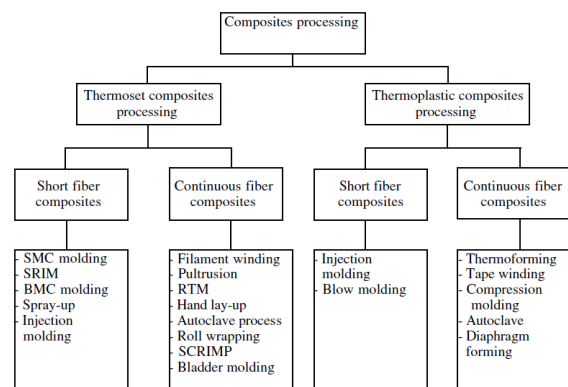 Composites processing
Thermoset composites
processing
Thermoplastic composites
processing
Short fiber
composites
Continuous fiber
composites
Short fiber
composites
Continuous fiber
composites
- SMC molding
- SRIM
- BMC molding
- Spray-up
- Injection
molding
- Filament winding
- Pultrusion
- RTM
- Hand lay-up
- Autoclave process
- Roll wrapping
- SCRIMP
- Bladder molding
- Injection
molding
- Blow molding
- Thermoforming
- Tape winding
- Compression
molding
- Autoclave
- Diaphragm
forming